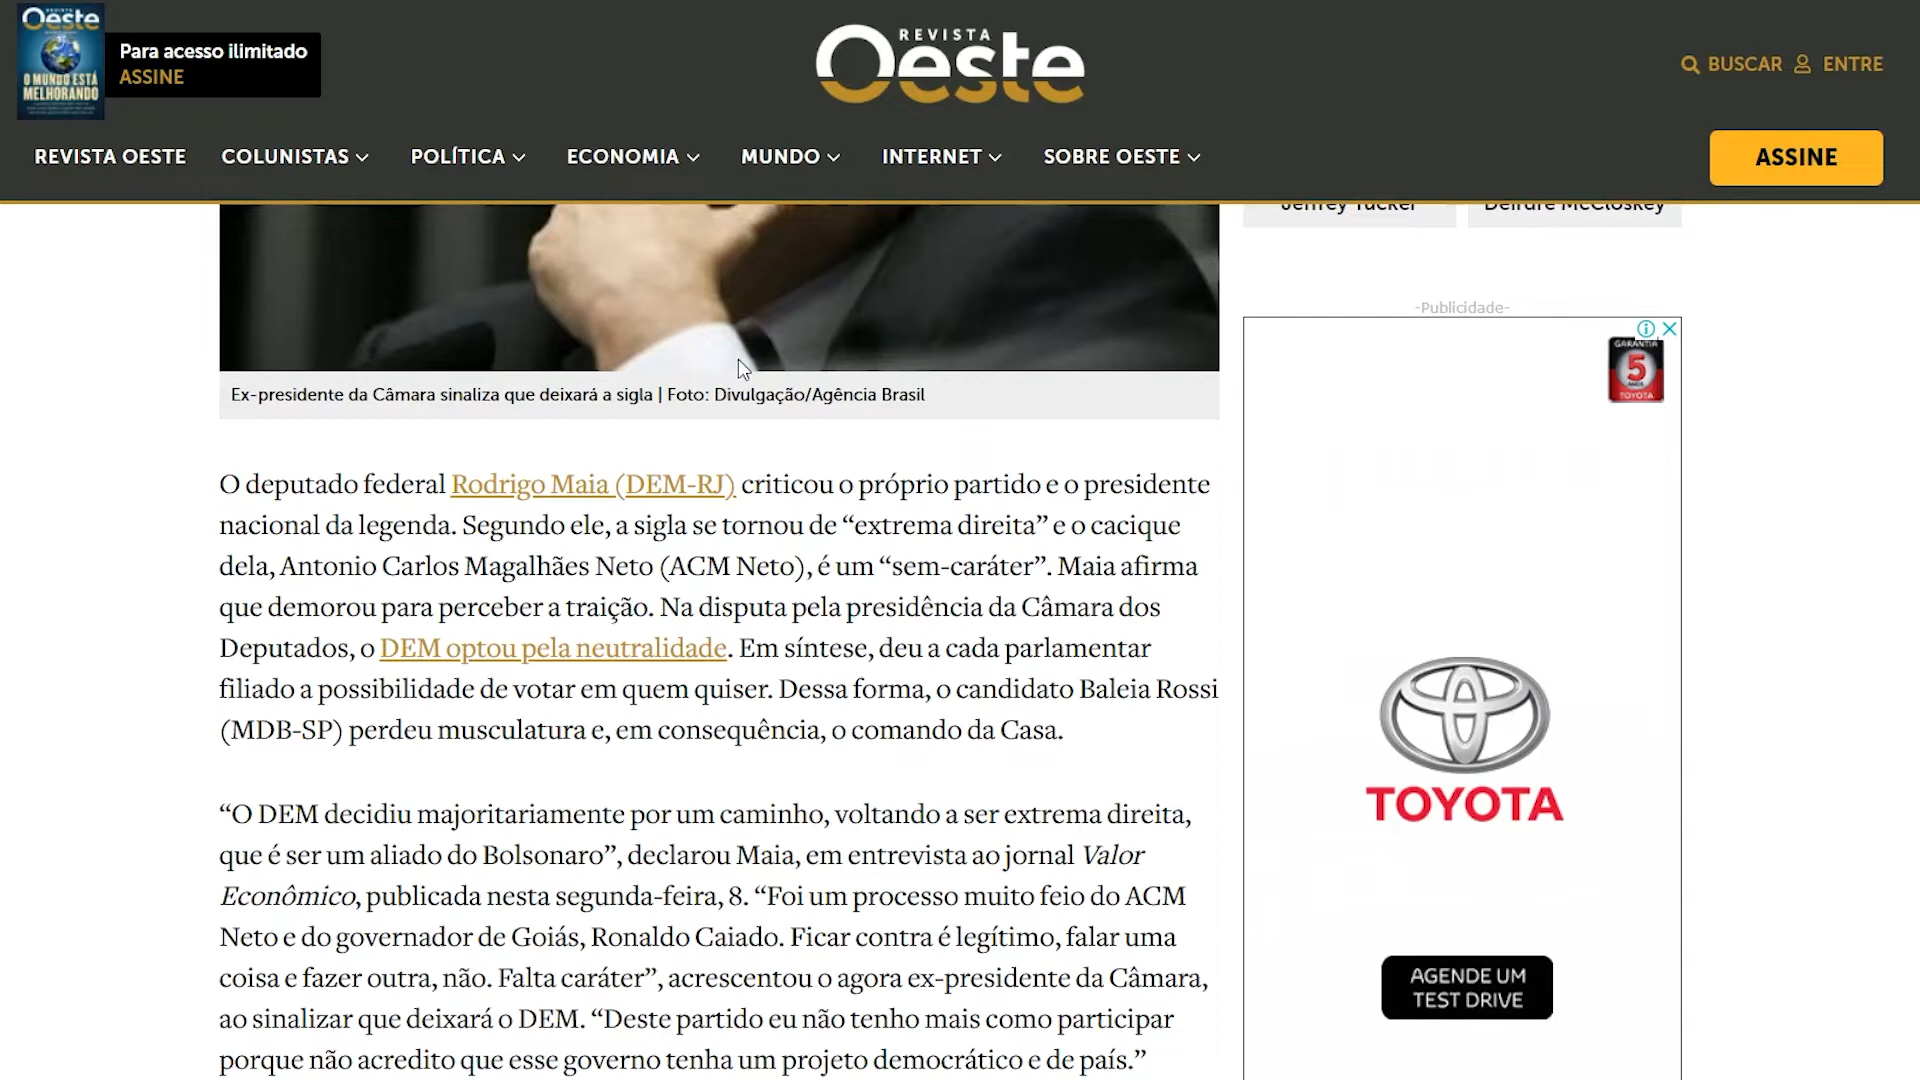 REVISTA
Oeste
O MUNDO ESTÁ
MELHORANDO
Para acesso ilimitado
ASSINE
REVISTA
Oeste
BUSCAR
ENTRE
REVISTA OESTE
COLUNISTAS
POLÍTICA
ECONOMIA
MUNDO
INTERNET
SOBRE OESTE
ASSINE
Jeffrey Tucker
Deirdre McCloskey
Ex-presidente da Câmara sinaliza que deixará a sigla | Foto: Divulgação/Agência Brasil
O deputado federal Rodrigo Maia (DEM-RJ) criticou o próprio partido e o presidente
nacional da legenda. Segundo ele, a sigla se tornou de “extrema direita” e o cacique
dela, Antonio Carlos Magalhães Neto (ACM Neto), é um “sem-caráter”. Maia afirma
que demorou para perceber a traição. Na disputa pela presidência da Câmara dos
Deputados, o DEM optou pela neutralidade. Em síntese, deu a cada parlamentar
filiado a possibilidade de votar em quem quiser. Dessa forma, o candidato Baleia Rossi
(MDB-SP) perdeu musculatura e, em consequência, o comando da Casa.
“O DEM decidiu majoritariamente por um caminho, voltando a ser extrema direita,
que é ser um aliado do Bolsonaro”, declarou Maia, em entrevista ao jornal Valor
Econômico, publicada nesta segunda-feira, 8. “Foi um processo muito feio do ACM
Neto e do governador de Goiás, Ronaldo Caiado. Ficar contra é legítimo, falar uma
coisa e fazer outra, não. Falta caráter”, acrescentou o agora ex-presidente da Câmara,
ao sinalizar que deixará o DEM. “Deste partido eu não tenho mais como participar
porque não acredito que esse governo tenha um projeto democrático e de país.”
-Publicidade-
GARANTIA
5
ANOS
TOYOTA
TOYOTA
AGENDE UM
TEST DRIVE